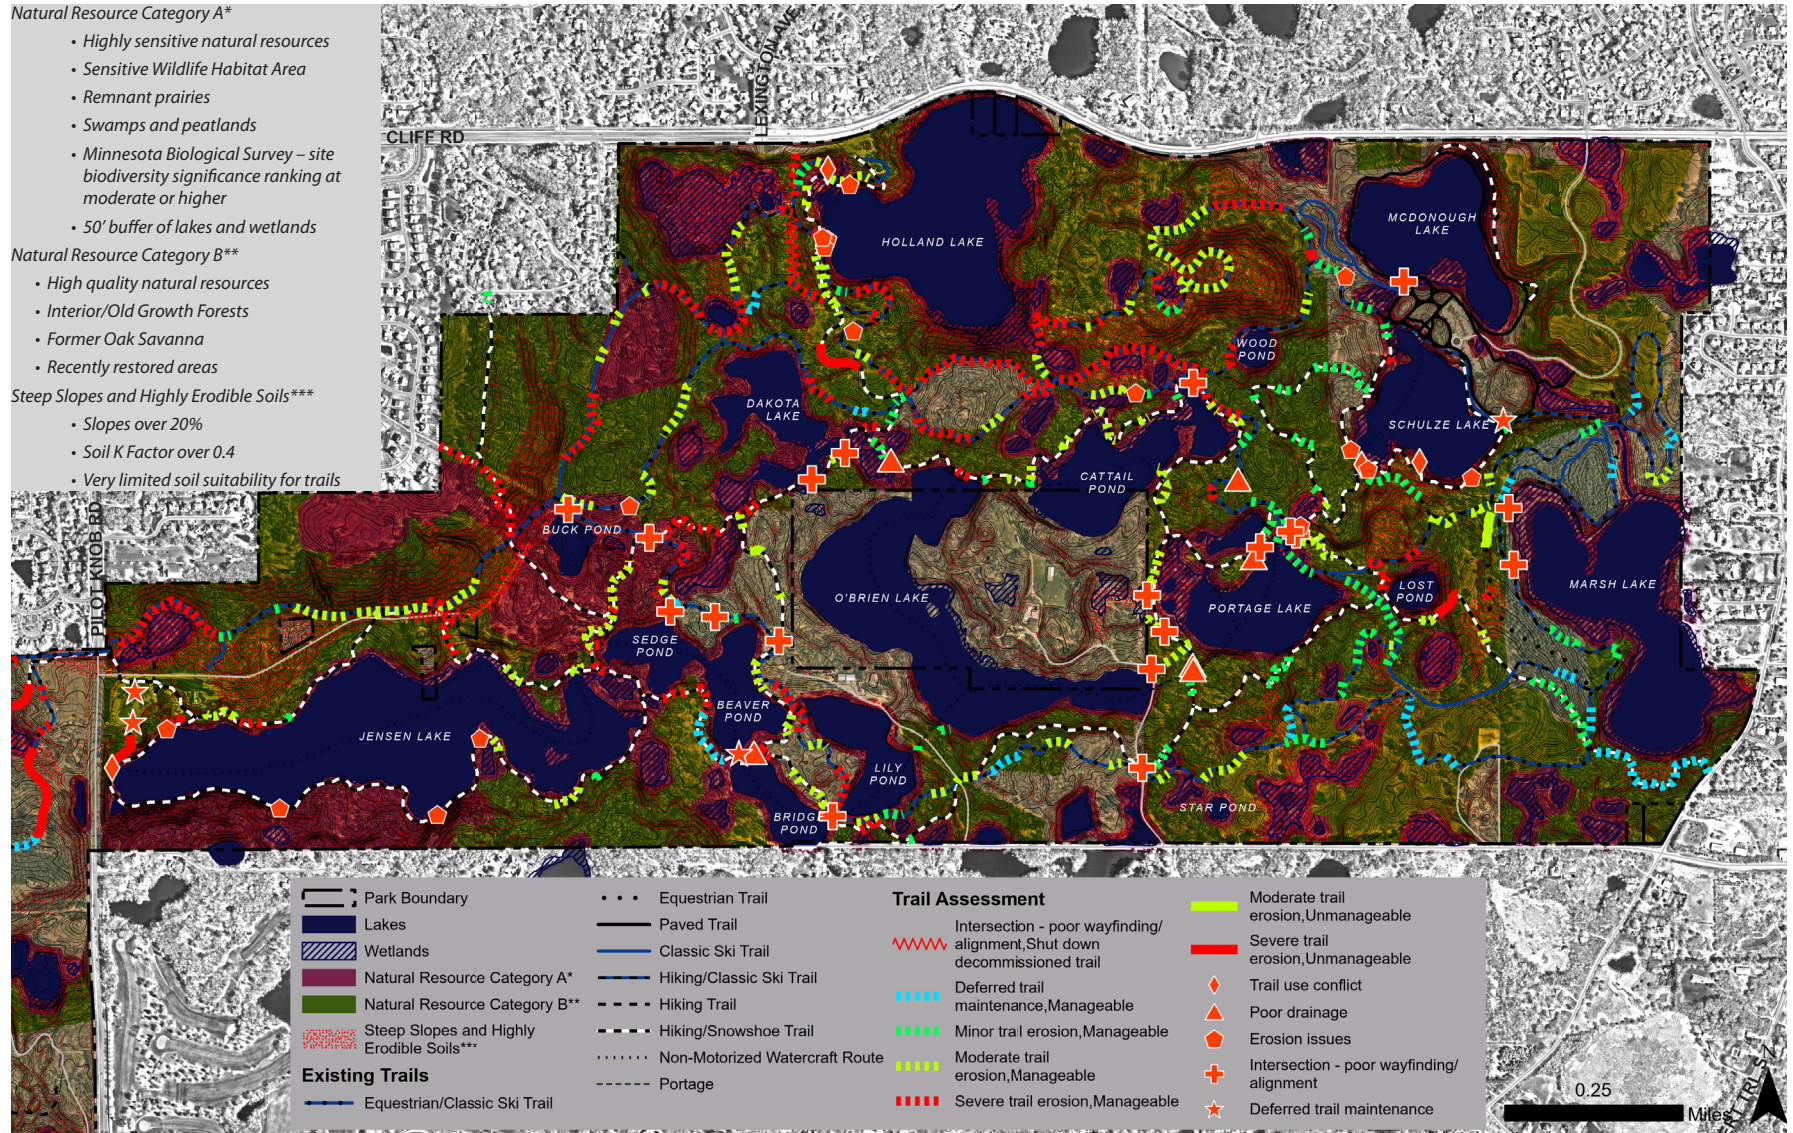 Natural Resource Category A*
• Highly sensitive natural resources
• Sensitive Wildlife Habitat Area
• Remnant prairies
• Swamps and peatlands
• Minnesota Biological Survey – site
biodiversity significance ranking at
moderate or higher
• 50’ buffer of lakes and wetlands
Natural Resource Category B**
• High quality natural resources
• Interior/Old Growth Forests
• Former Oak Savanna
• Recently restored areas
Steep Slopes and Highly Erodible Soils***
• Slopes over 20%
• Soil K Factor over 0.4
• Very limited soil suitability for trails
LEXINGTON AVE
CLIFF RD
PILOT KNOB RD
HOLLAND LAKE
MCDONOUGH
LAKE
WOOD
POND
DAKOTA
LAKE
SCHULZE LAKE
CATTAIL
POND
BUCK POND
O'BRIEN LAKE
PORTAGE LAKE
LOST
POND
MARSH LAKE
SEDGE
POND
BEAVER
POND
JENSEN LAKE
LILY
POND
STAR POND
BRIDGE
POND
Park Boundary
Lakes
Wetlands
Natural Resource Category A*
Natural Resource Category B**
Steep Slopes and Highly
Erodible Soils***
Existing Trails
Equestrian/Classic Ski Trail
Equestrian Trail
Paved Trail
Classic Ski Trail
Hiking/Classic Ski Trail
Hiking Trail
Hiking/Snowshoe Trail
Non-Motorized Watercraft Route
Portage
Trail Assessment
Intersection - poor wayfinding/
alignment,Shut down
decommissioned trail
Deferred trail
maintenance,Manageable
Minor trail erosion,Manageable
Moderate trail
erosion,Manageable
Severe trail erosion,Manageable
Moderate trail
erosion,Unmanageable
Severe trail
erosion,Unmanageable
Trail use conflict
Poor drainage
Erosion issues
Intersection - poor wayfinding/
alignment
Deferred trail maintenance
0.25
Miles